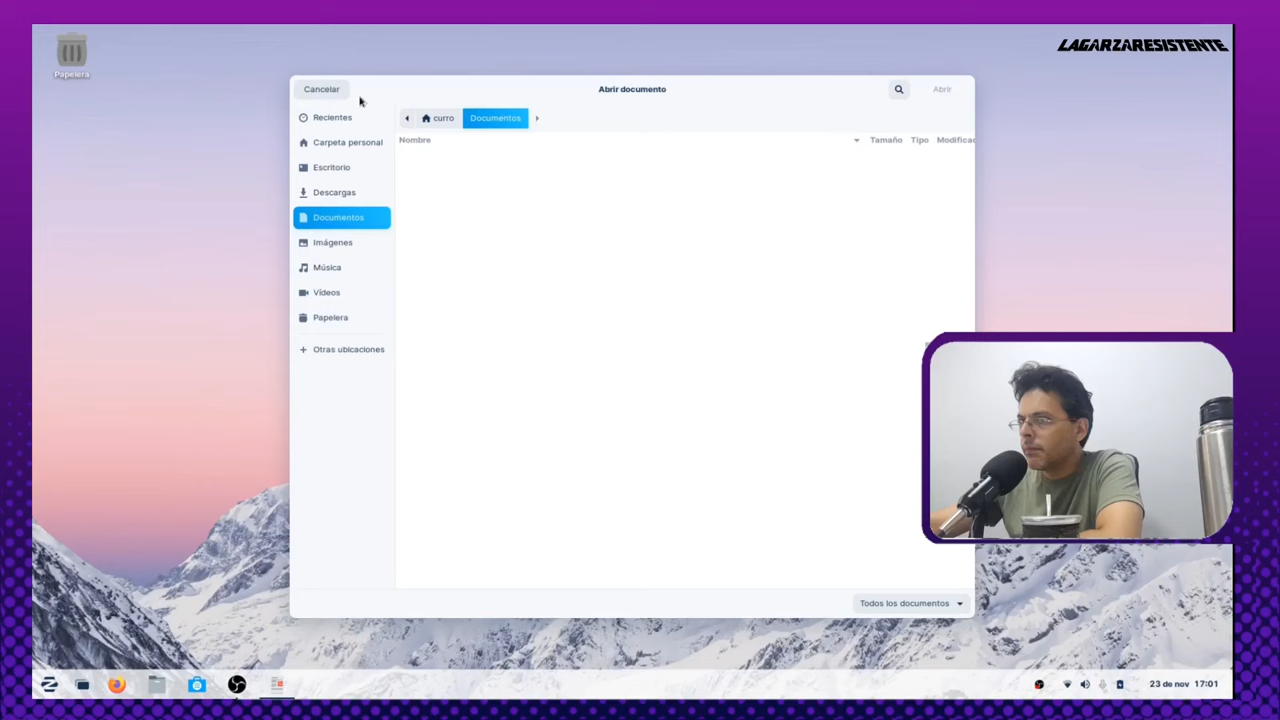 LAGARZARESISTENTE
Papelera
Cancelar
Abrir documento
Abrir
Recientes
curro
Documentos
Carpeta personal
Nombre
Tamaño
Tipo
Modificac
Escritorio
Descargas
Documentos
Imágenes
Música
Vídeos
Papelera
Otras ubicaciones
Todos los documentos
23 de nov 17:01